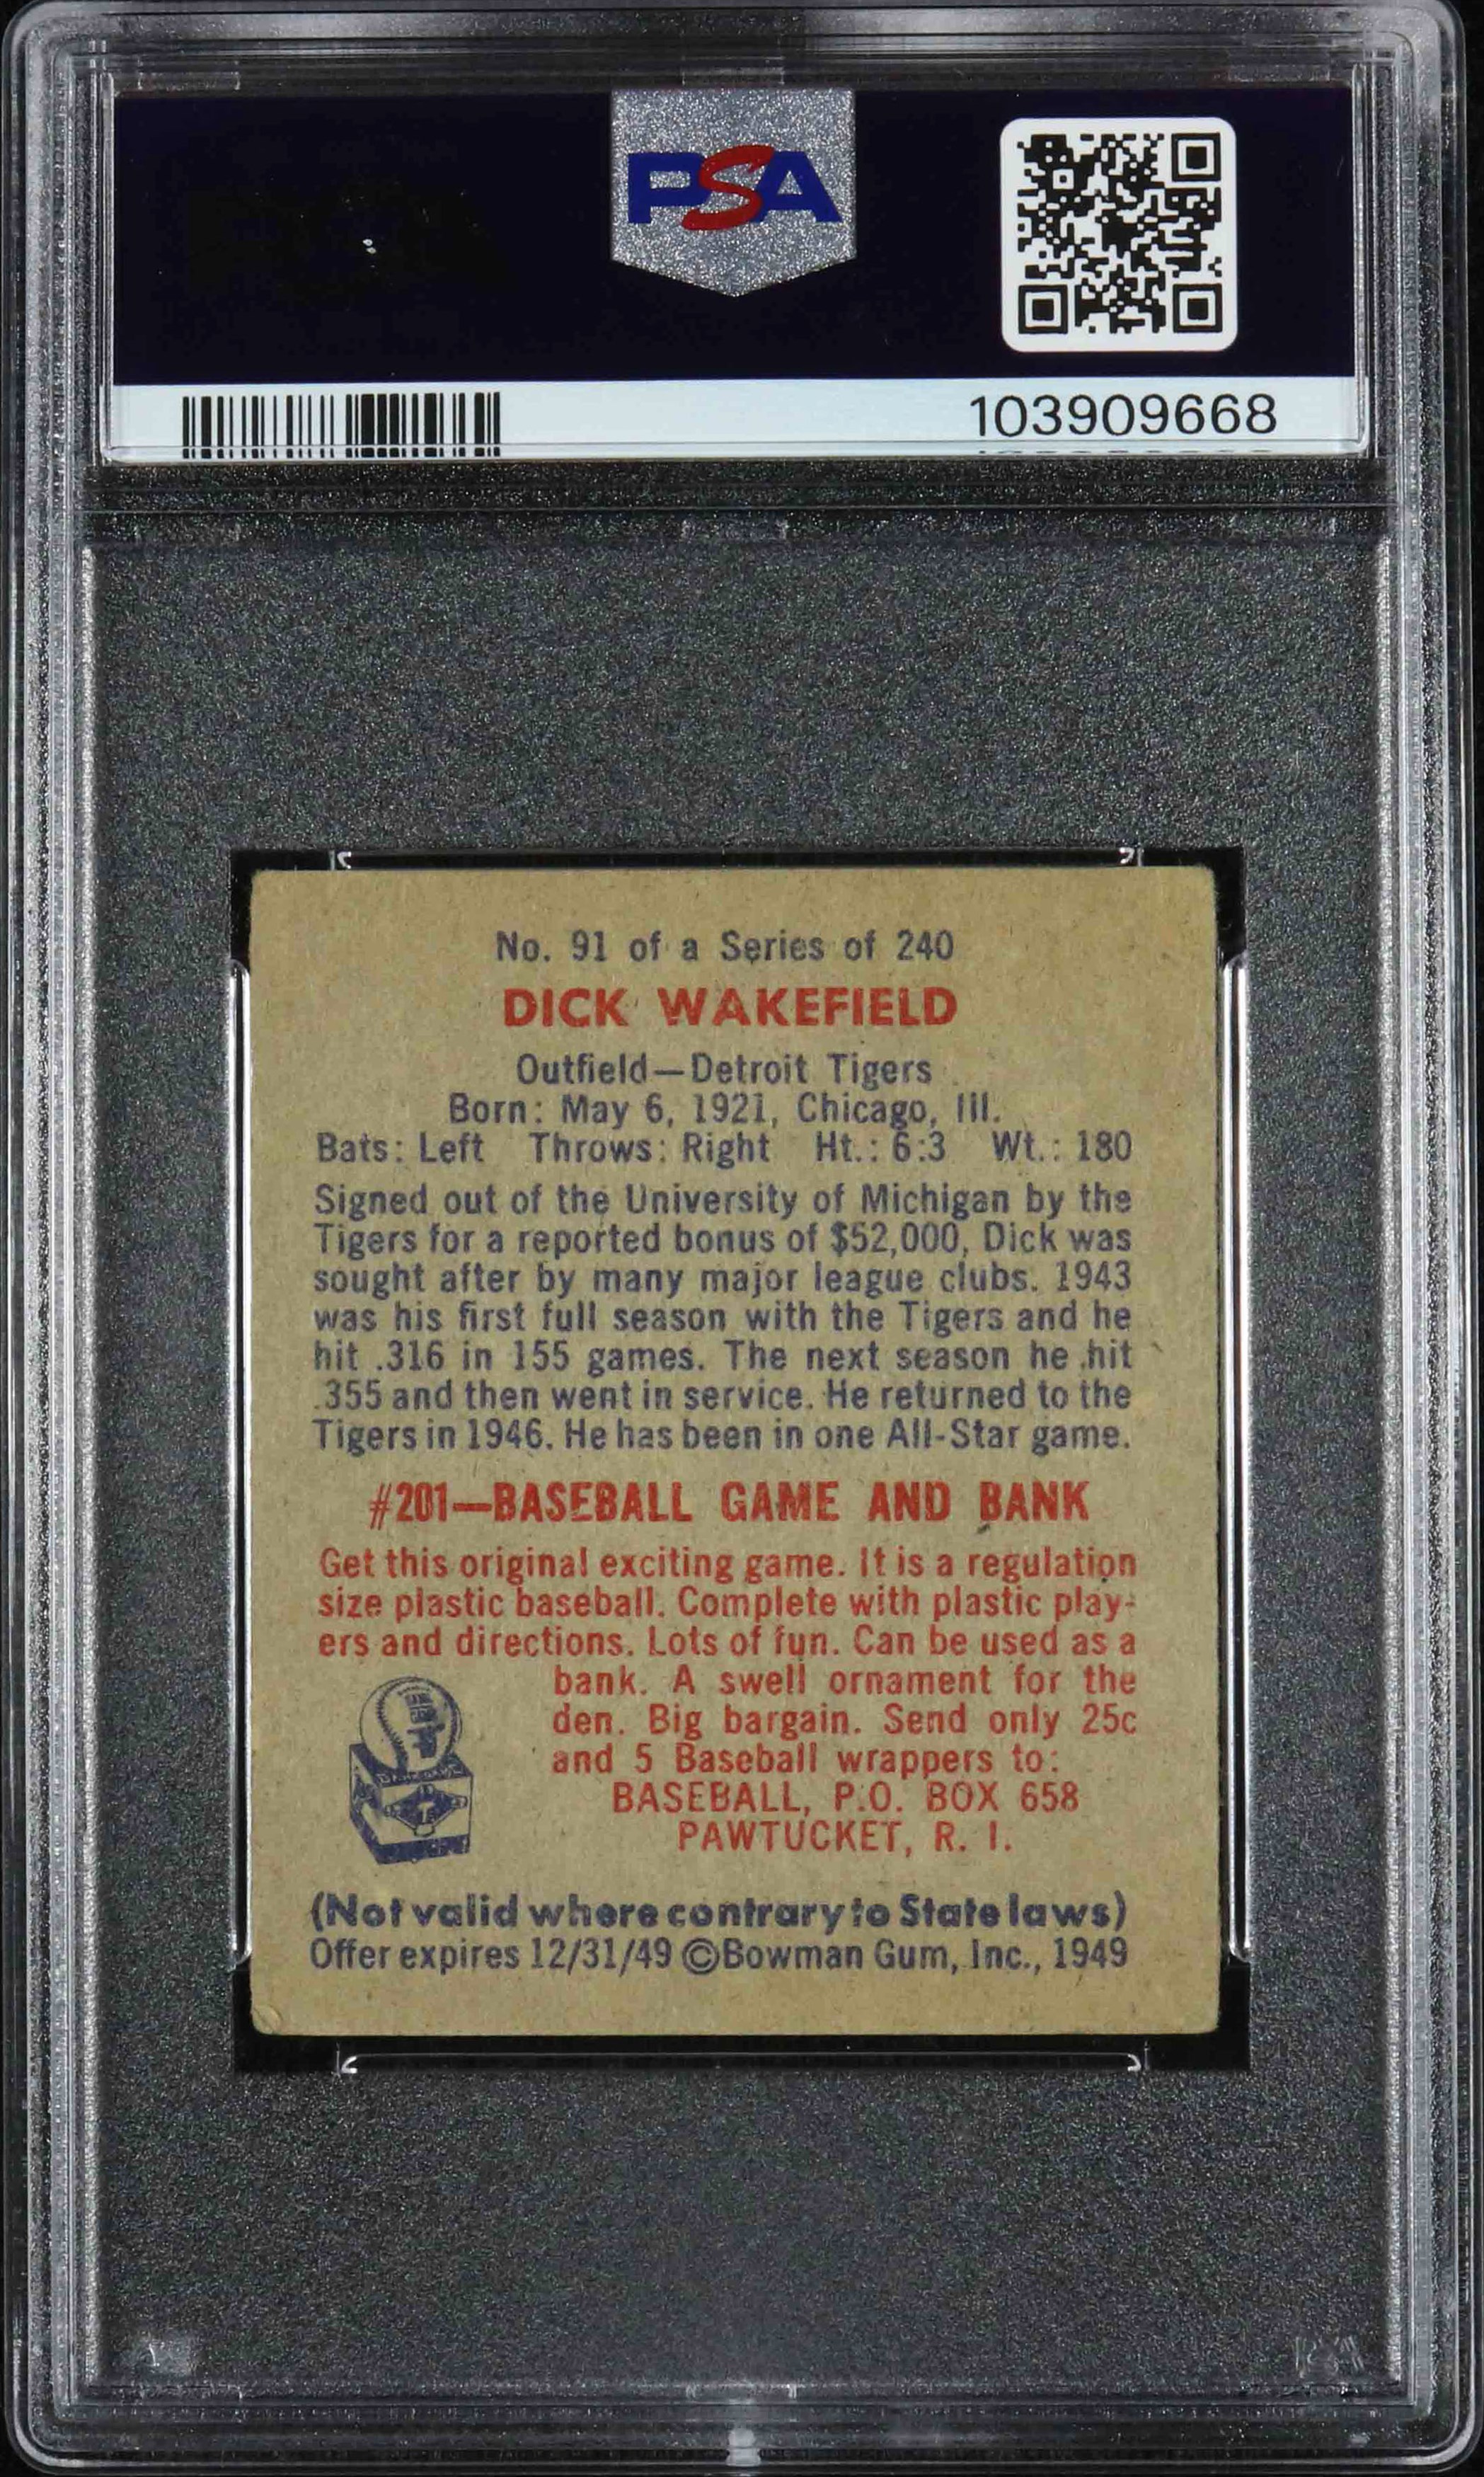 PSA
103909668
No. 91 of a Series of 240
DICK WAKEFIELD
Outfield—Detroit Tigers
Born: May 6, 1921, Chicago, Ill.
Bats: Left Throws: Right Ht.: 6:3 Wt.: 180
Signed out of the University of Michigan by the
Tigers for a reported bonus of $52,000, Dick was
sought after by many major league clubs. 1943
was his first full season with the Tigers and he
hit .316 in 155 games. The next season he hit
.355 and then went in service. He returned to the
Tigers in 1946. He has been in one All-Star game.
#201—BASEBALL GAME AND BANK
Get this original exciting game. It is a regulation
size plastic baseball. Complete with plastic play-
ers and directions. Lots of fun. Can be used as a
bank. A swell ornament for the
den. Big bargain. Send only 25c
and 5 Baseball wrappers to:
BASEBALL, P.O. BOX 658
PAWTUCKET, R. I.
(Not valid where contrary to State laws)
Offer expires 12/31/49 ©Bowman Gum, Inc., 1949